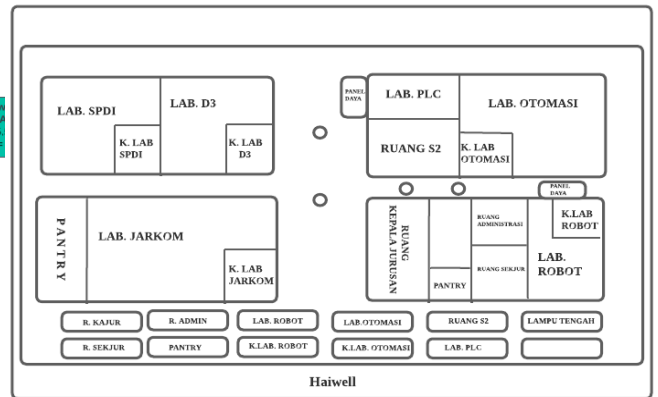 LAB. SPDI
LAB. D3
K. LAB
SPDI
K. LAB
D3
PANEL
DAYA
LAB. PLC
LAB. OTOMASI
RUANG S2
K. LAB
OTOMASI
PANEL
DAYA
PANTRY
LAB. JARKOM
K. LAB
JARKOM
RUANG
KEPALA JURUSAN
PANTRY
RUANG
ADMINISTRASI
RUANG SEKJUR
K.LAB
ROBOT
LAB.
ROBOT
R. KAJUR
R. ADMIN
LAB. ROBOT
LAB.OTOMASI
RUANG S2
LAMPU TENGAH
R. SEKJUR
PANTRY
K.LAB. ROBOT
K.LAB. OTOMASI
LAB. PLC
Haiwell